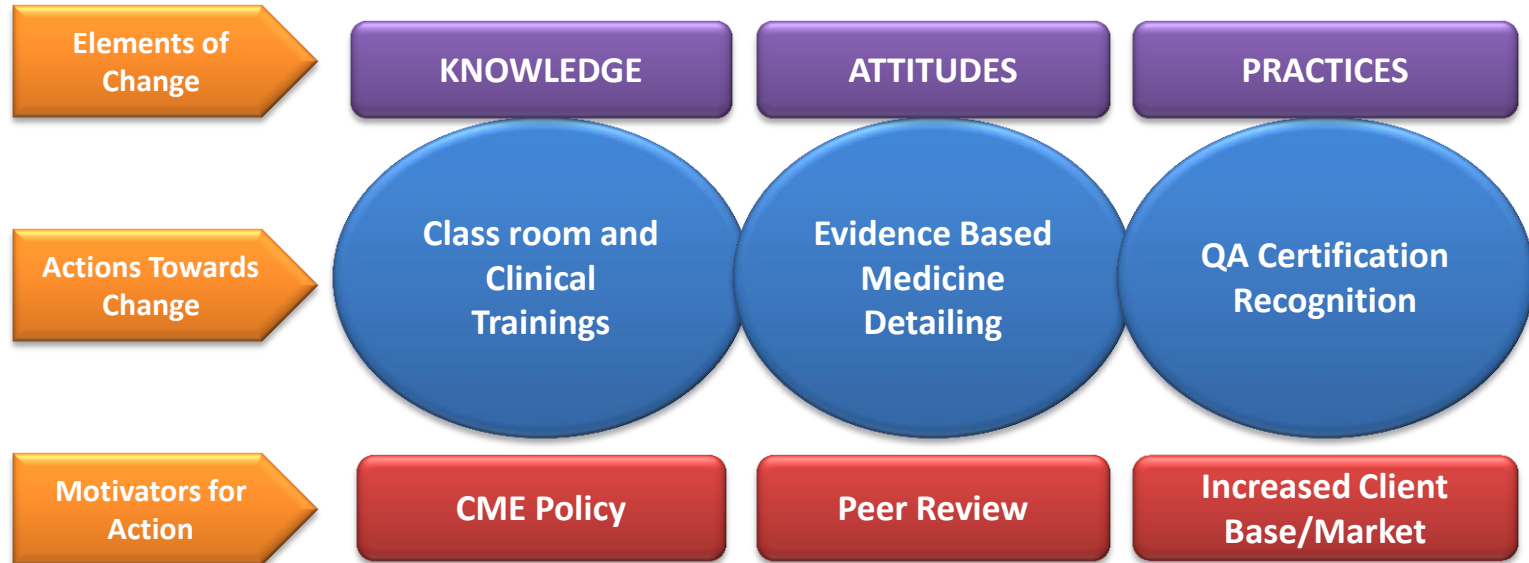 Elements of
Change
KNOWLEDGE
ATTITUDES
PRACTICES
Actions Towards
Change
Class room and
Clinical
Trainings
Evidence Based
Medicine
Detailing
QA Certification
Recognition
Motivators for
Action
CME Policy
Peer Review
Increased Client
Base/Market